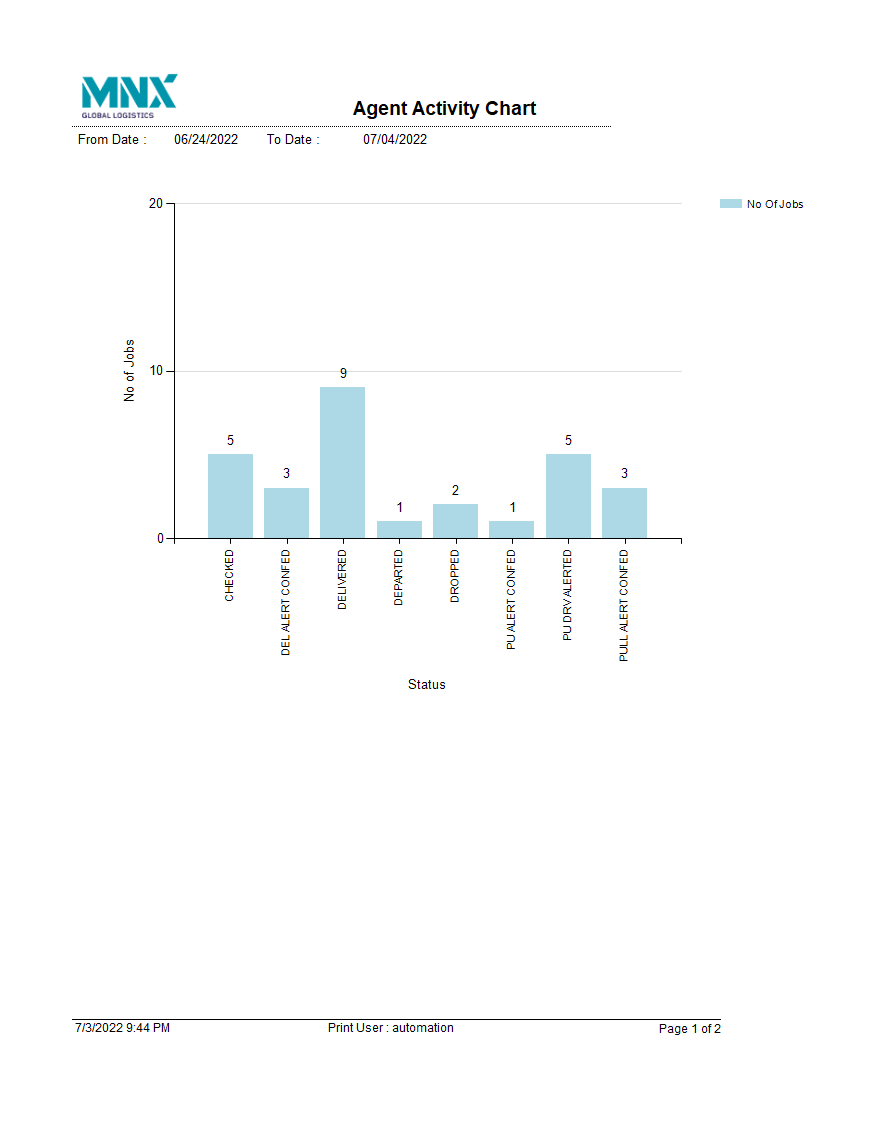 MNX
GLOBAL LOGISTICS
Agent Activity Chart
From Date : 06/24/2022 To Date : 07/04/2022
20
No Of Jobs
No of Jobs
10
9
5
5
3
3
2
1
1
0
CHECKED
DEL ALERT CONFED
DELIVERED
DEPARTED
DROPPED
PU ALERT CONFED
PU DRV ALERTED
PULL ALERT CONFED
Status
7/3/2022 9:44 PM Print User : automation Page 1 of 2